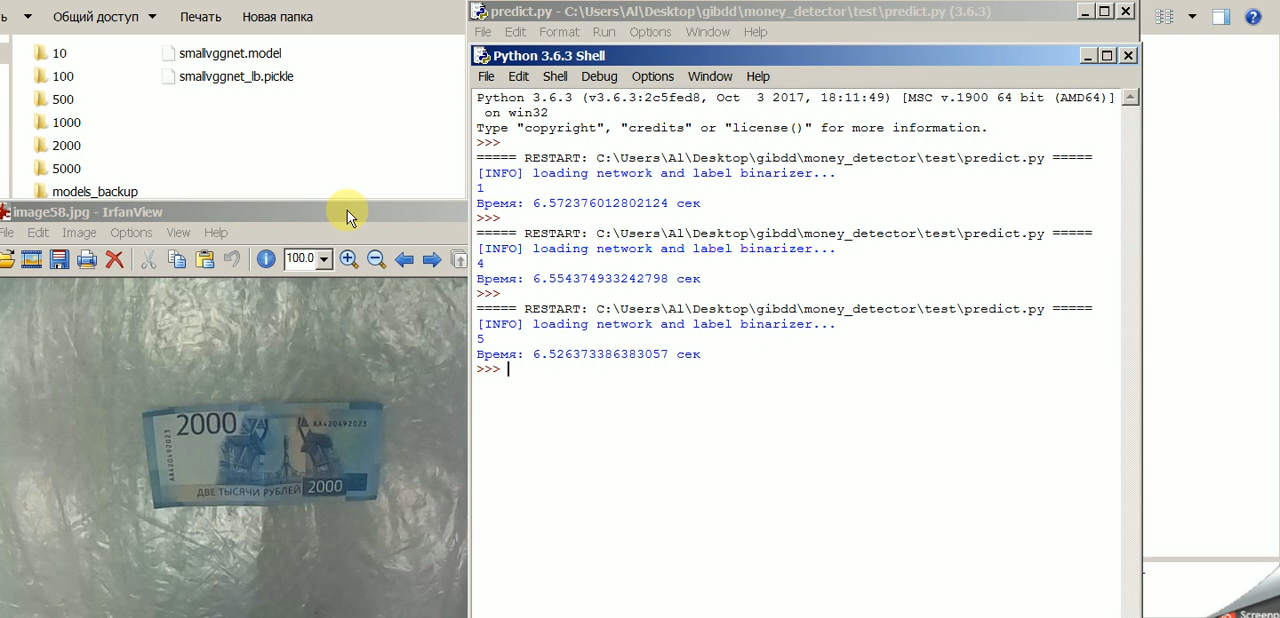 ь Общий доступ Печать Новая папка
10
100
500
1000
2000
5000
models_backup
smallvggnet.model
smallvggnet_lb.pickle
image58.jpg - IrfanView
File Edit Image Options View Help
100.0
2000
AA420492023
AA420492023
ДВЕ ТЫСЯЧИ РУБЛЕЙ 2000
predict.py - C:\Users\Al\Desktop\gibdd\money_detector\test\predict.py (3.6.3)
File Edit Format Run Options Window Help
Python 3.6.3 Shell
File Edit Shell Debug Options Window Help
Python 3.6.3 (v3.6.3:2c5fed8, Oct 3 2017, 18:11:49) [MSC v.1900 64 bit (AMD64)]
on win32
Type "copyright", "credits" or "license()" for more information.
>>>
===== RESTART: C:\Users\Al\Desktop\gibdd\money_detector\test\predict.py =====
[INFO] loading network and label binarizer...
1
Время: 6.572376012802124 сек
>>>
===== RESTART: C:\Users\Al\Desktop\gibdd\money_detector\test\predict.py =====
[INFO] loading network and label binarizer...
4
Время: 6.554374933242798 сек
>>>
===== RESTART: C:\Users\Al\Desktop\gibdd\money_detector\test\predict.py =====
[INFO] loading network and label binarizer...
5
Время: 6.526373386383057 сек
>>>